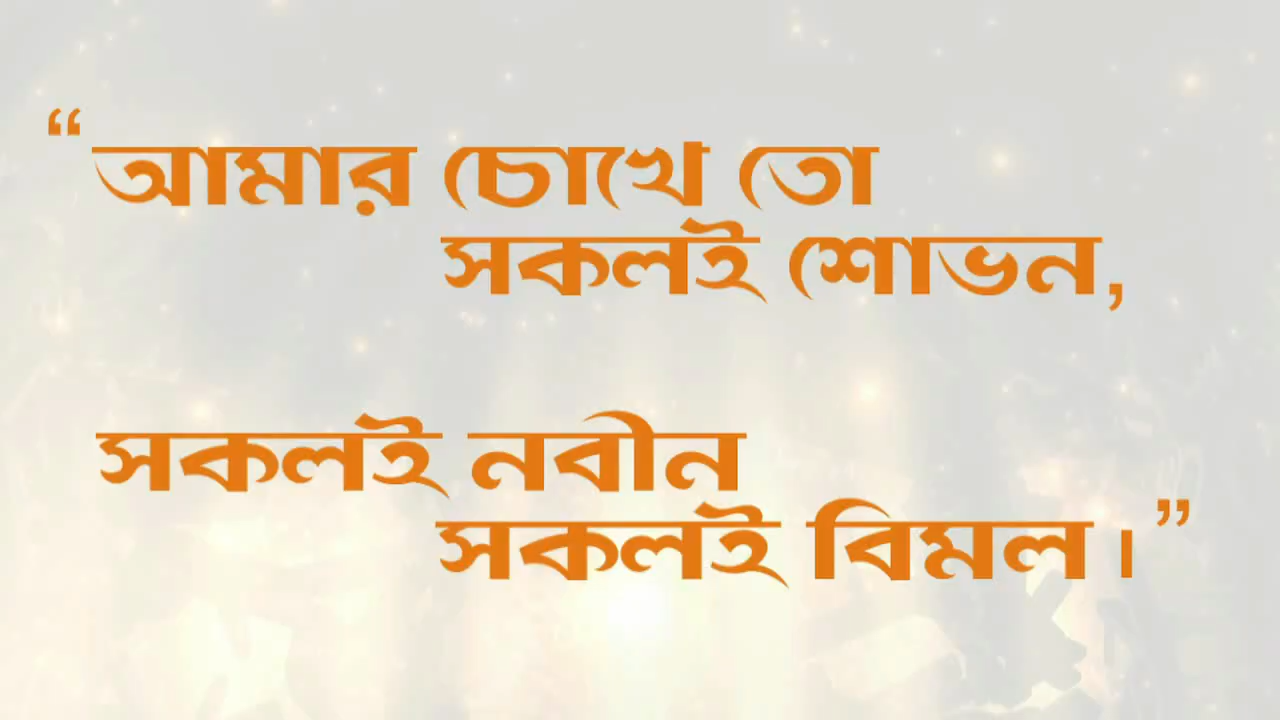 “আমার চোখে তো
সকলই শোভন,
সকলই নবীন
সকলই বিমল।”